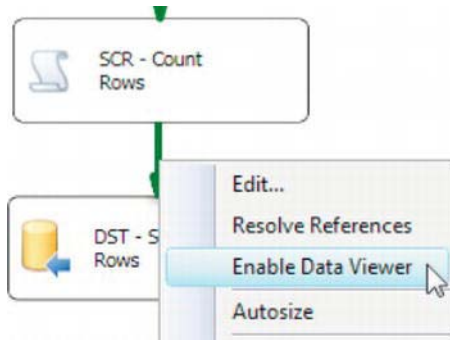 SCR - Count
Rows
Edit...
DST - S
Rows
Resolve References
Enable Data Viewer
Autosize